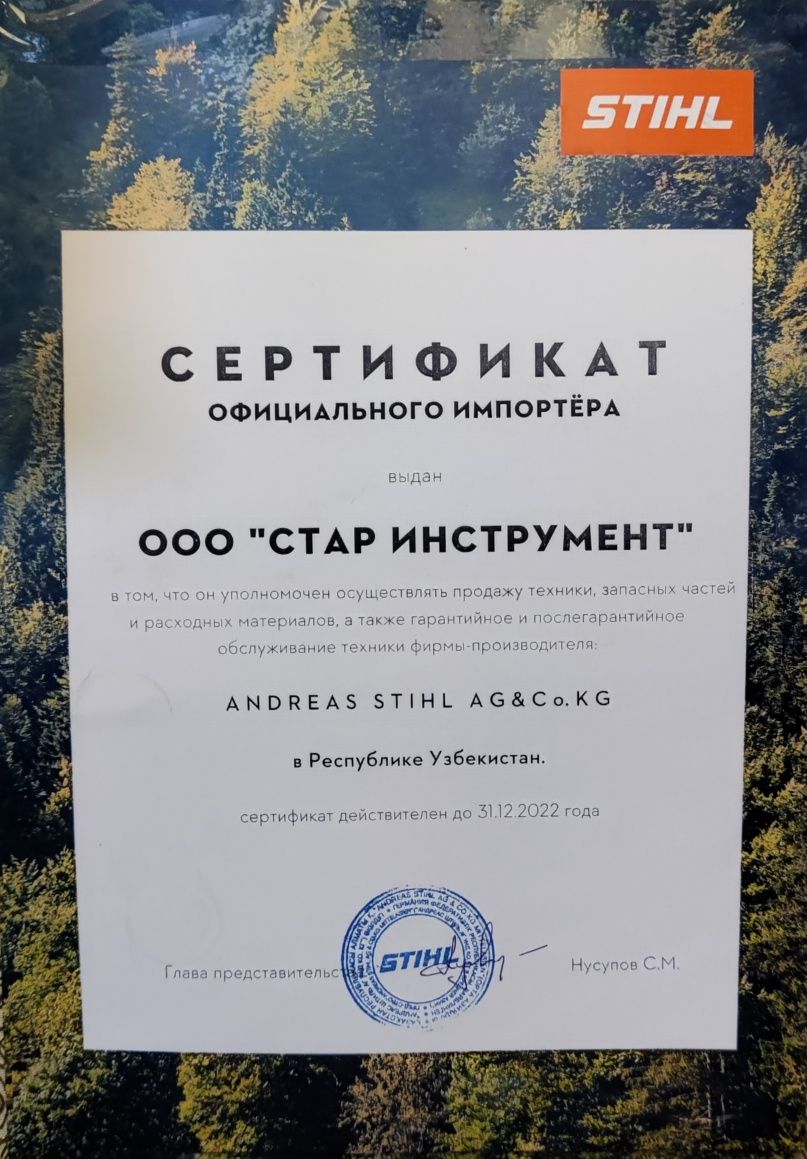 STIHL
СЕРТИФИКАТ
ОФИЦИАЛЬНОГО ИМПОРТЁРА
выдан
ООО "СТАР ИНСТРУМЕНТ"
в том, что он уполномочен осуществлять продажу техники, запасных частей
и расходных материалов, а также гарантийное и послегарантийное
обслуживание техники фирмы-производителя:
ANDREAS STIHL AG&Co.KG
в Республике Узбекистан.
сертификат действителен до 31.12.2022 года
STIHL
Глава представительст
Нусупов С.М.